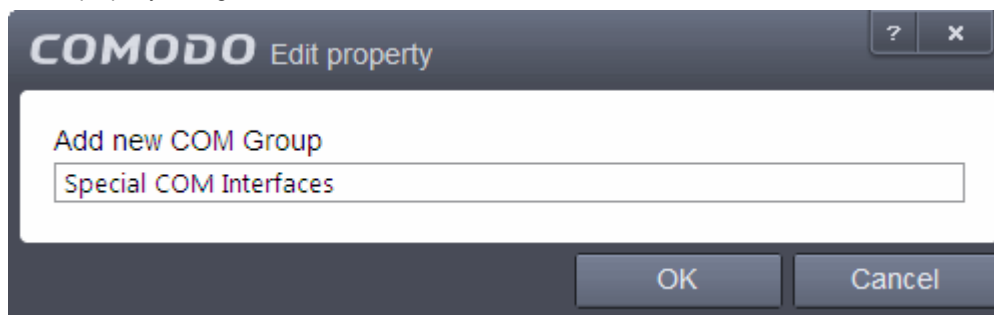 COMODO Edit property ? ×
Add new COM Group
Special COM Interfaces
OK Cancel